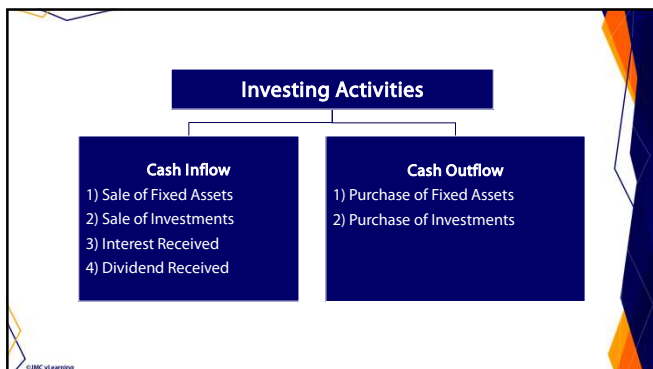 Investing Activities
Cash Inflow
1) Sale of Fixed Assets
2) Sale of Investments
3) Interest Received
4) Dividend Received
Cash Outflow
1) Purchase of Fixed Assets
2) Purchase of Investments
©JMC vLearning